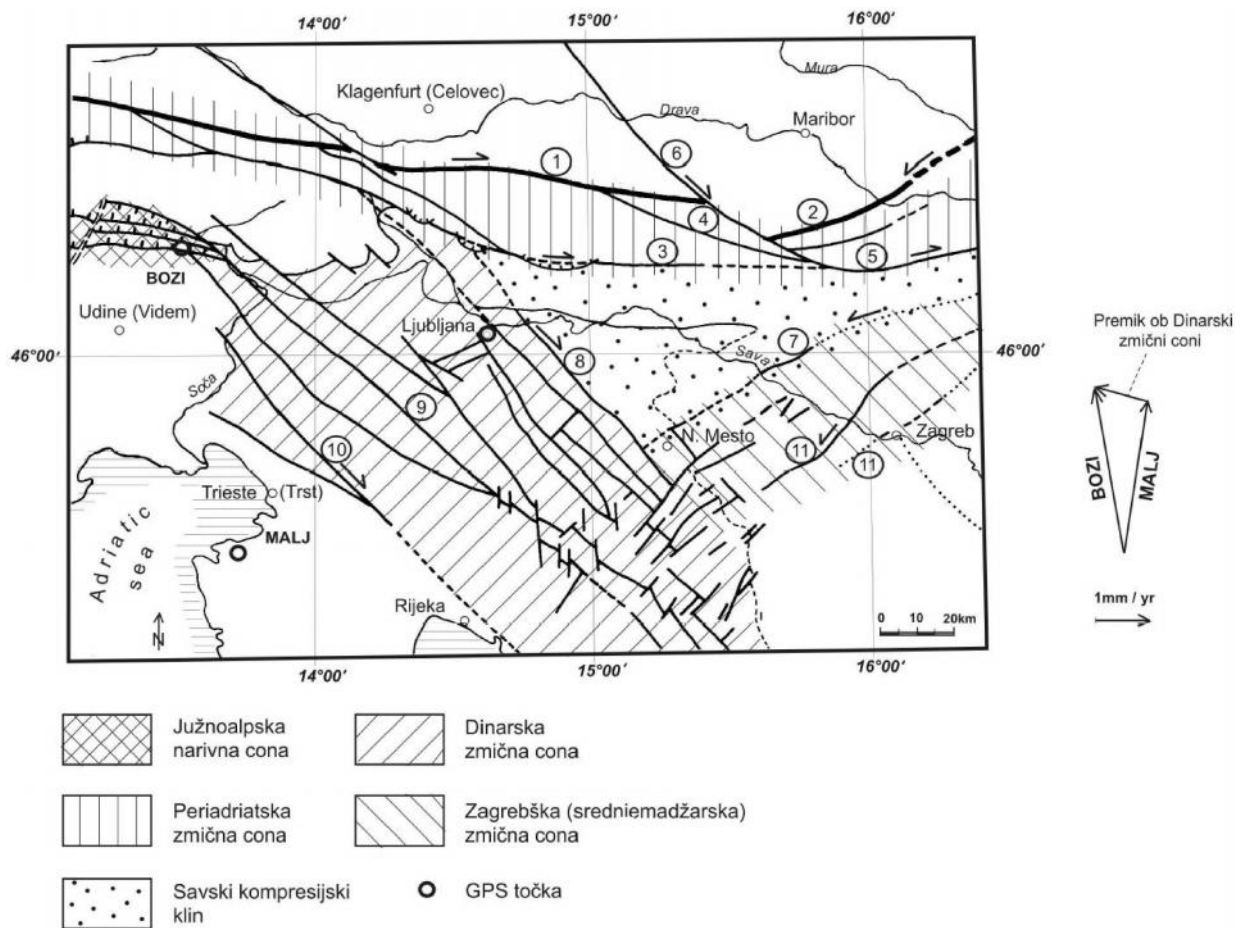 14°00′ 15°00′ 16°00′
Mura
Klagenfurt (Celovec)
Drava
Maribor
1
6
2
4
3
5
BOZI
Udine (Videm)
Ljubljana
7
Premik ob Dinarski
zmični coni
46°00′ 46°00′
Sava
8
Soča
9
BOZI
MALJ
N. Mesto
Zagreb
10
11
11
Trieste (Trst)
MALJ
Adriatic
sea
N
Rijeka
0 10 20km
1mm / yr
14°00′ 15°00′ 16°00′
Južnoalpska
narivna cona
Dinarska
zmična cona
Periadriatska
zmična cona
Zagrebška (sredniemadžarska)
zmična cona
Savski kompresijski
klin
GPS točka